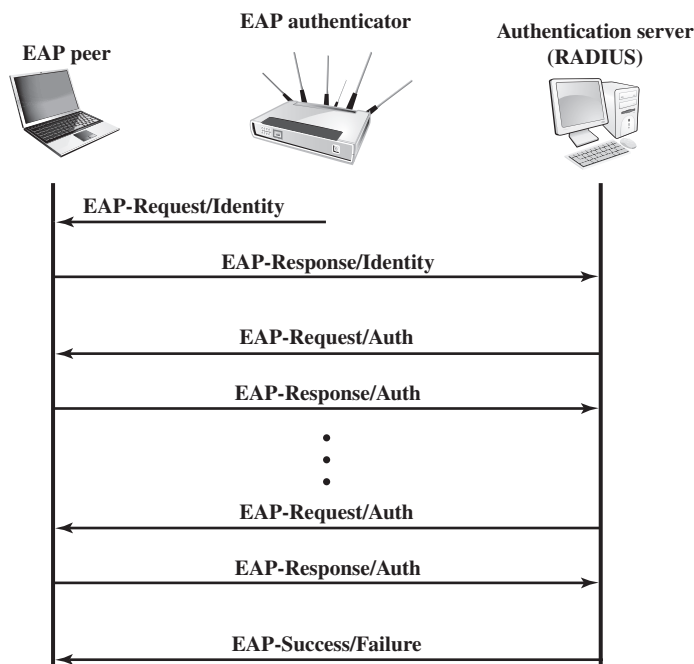 EAP peer
EAP authenticator
Authentication server
(RADIUS)
EAP-Request/Identity
EAP-Response/Identity
EAP-Request/Auth
EAP-Response/Auth
EAP-Request/Auth
EAP-Response/Auth
EAP-Success/Failure